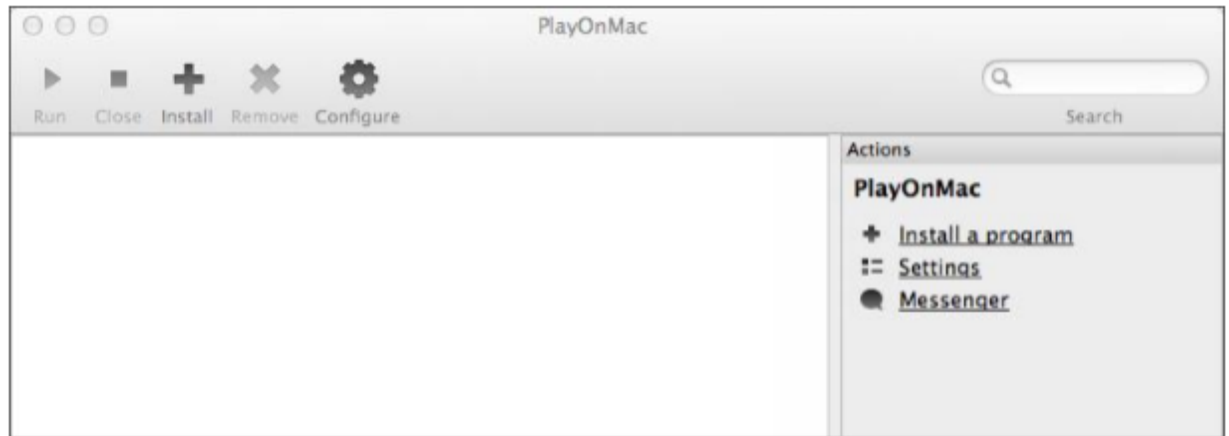 PlayOnMac
Run Close Install Remove Configure
Search
Actions
PlayOnMac
Install a program
Settings
Messenger